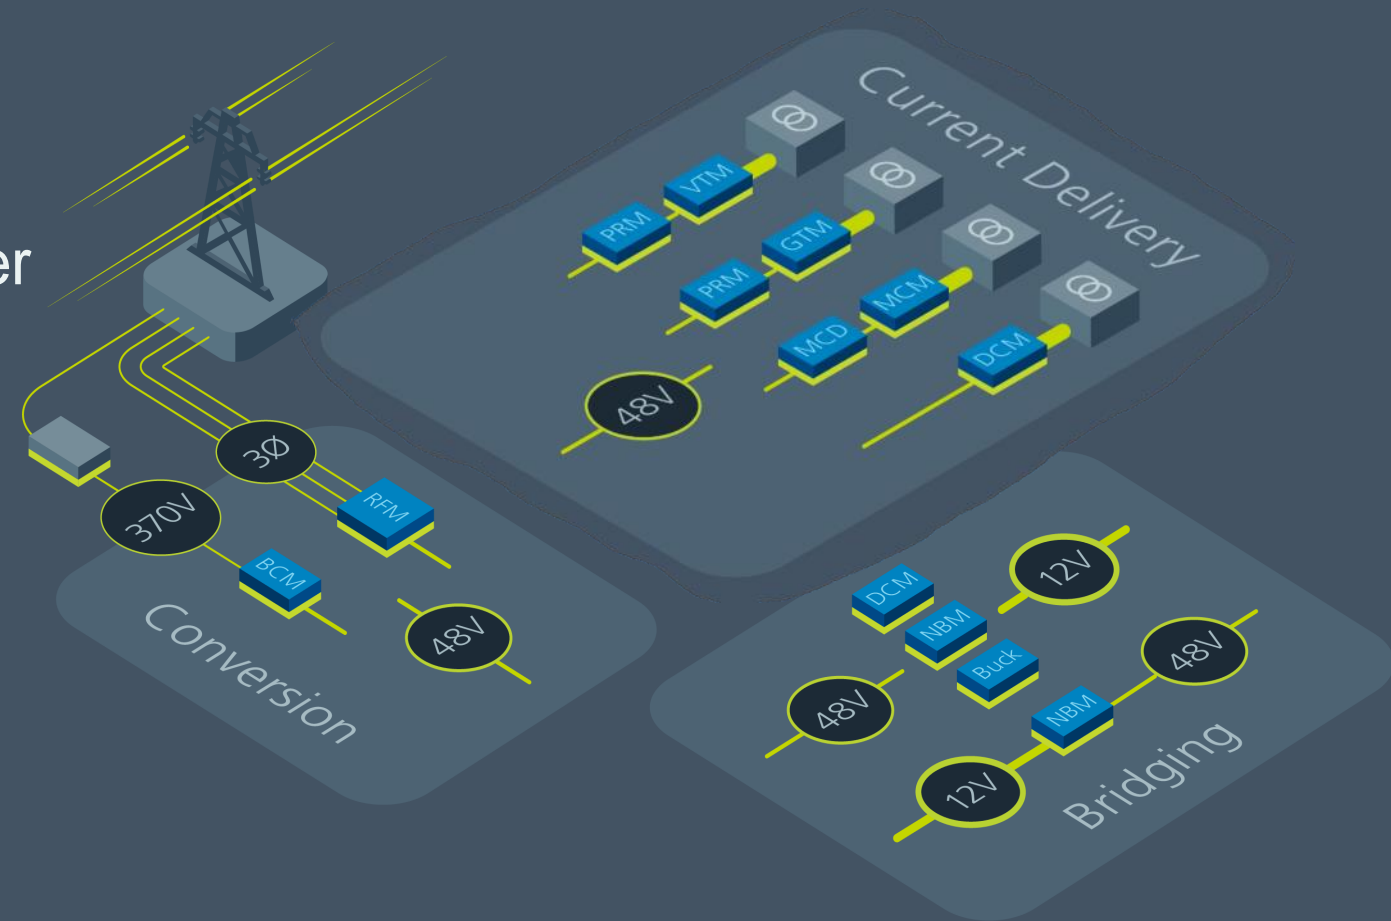 er
Current Delivery
VTM
PRM
GTM
PRM
MCM
MCD
DCM
48V
3Ø
370V
RFM
BCM
48V
Conversion
12V
DCM
NBM
Buck
48V
48V
NBM
12V
Bridging